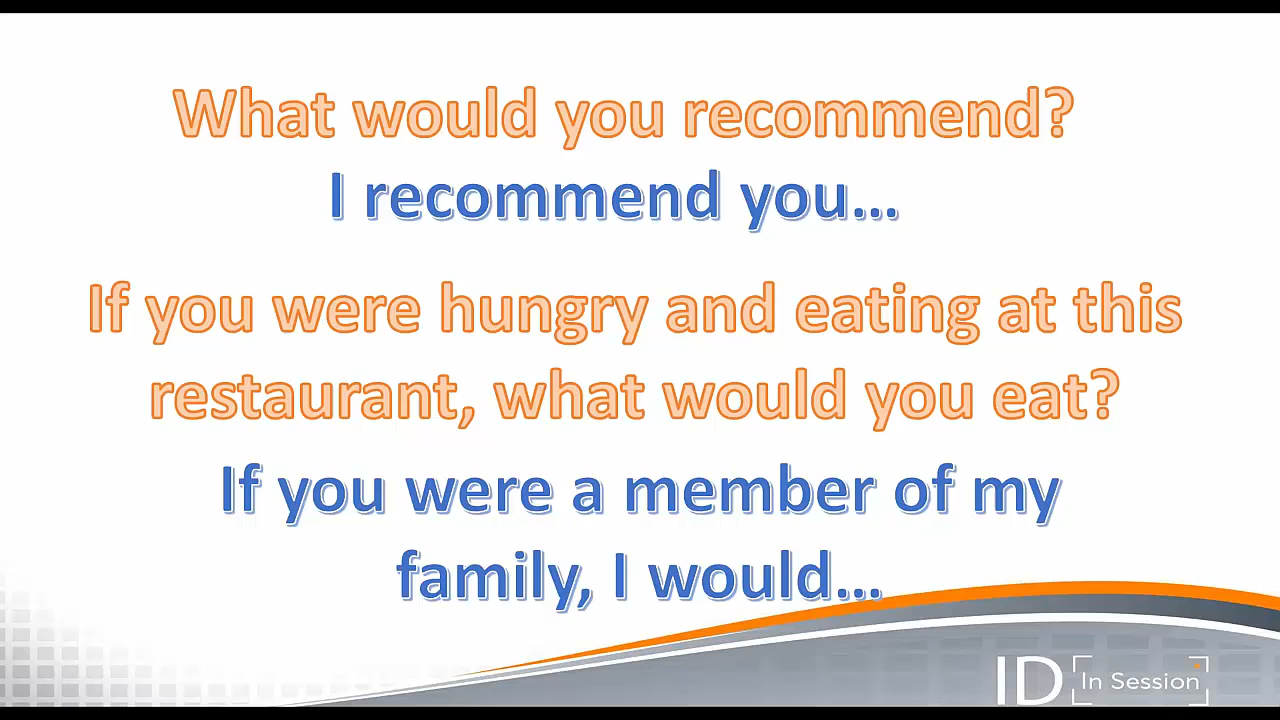 What would you recommend?
I recommend you...
If you were hungry and eating at this
restaurant, what would you eat?
If you were a member of my
family, I would...
ID In Session